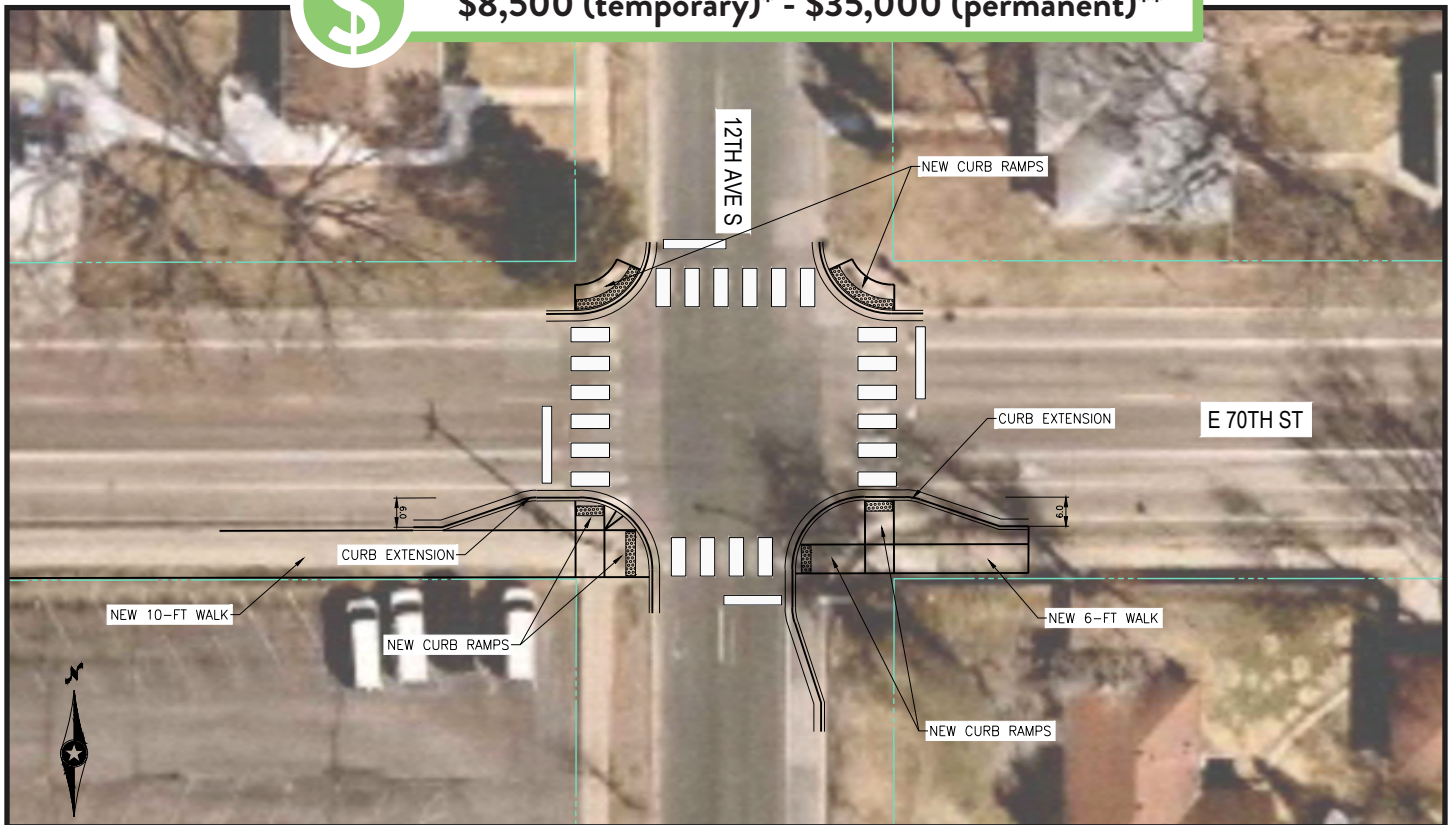 $
$8,500 (temporary)* - $35,000 (permanent)**
12TH AVE S
NEW CURB RAMPS
CURB EXTENSION
E 70TH ST
6.0
6.0
CURB EXTENSION
NEW 10-FT WALK
NEW CURB RAMPS
NEW 6-FT WALK
NEW CURB RAMPS
N